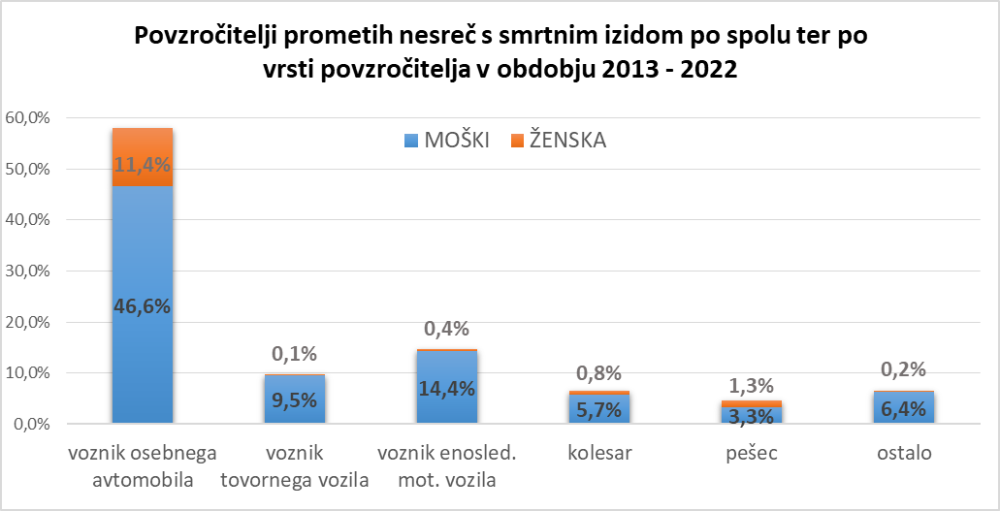 Povzročitelji prometih nesreč s smrtnim izidom po spolu ter po
vrsti povzročitelja v obdobju 2013 - 2022
60,0%
50,0%
40,0%
30,0%
20,0%
10,0%
0,0%
MOŠKI
ŽENSKA
11,4%
46,6%
0,1%
9,5%
0,4%
14,4%
0,8%
5,7%
1,3%
3,3%
0,2%
6,4%
voznik osebnega
avtomobila
voznik
tovornega vozila
voznik enosled.
mot. vozila
kolesar
pešec
ostalo